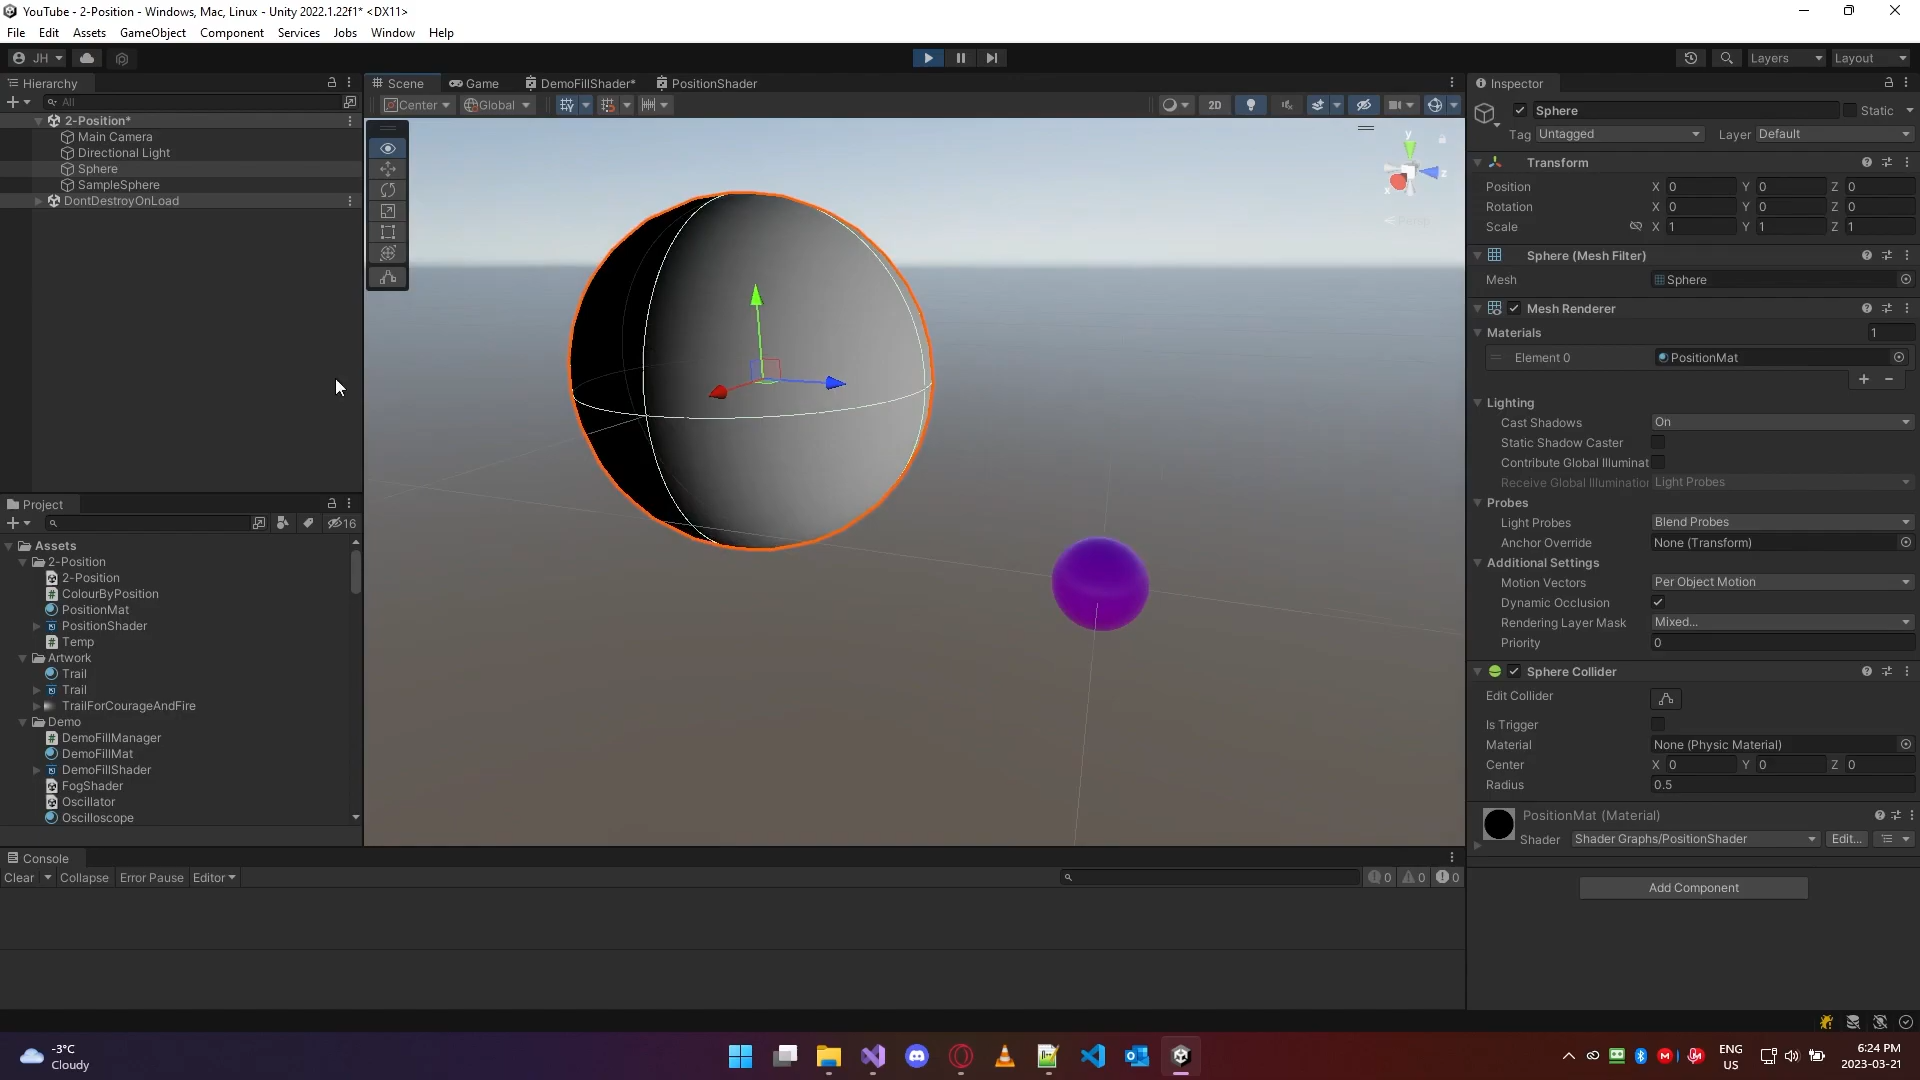 YouTube - 2-Position - Windows, Mac, Linux - Unity 2022.1.22f1* <DX11>
File Edit Assets GameObject Component Services Jobs Window Help
JH
Layers Layout
Hierarchy
All
2-Position*
Main Camera
Directional Light
Sphere
SampleSphere
DontDestroyOnLoad
Scene Game DemoFillShader* PositionShader
Center Global 2D
y
z
x
Project
16
Assets
2-Position
2-Position
ColourByPosition
PositionMat
PositionShader
Temp
Artwork
Trail
Trail
TrailForCourageAndFire
Demo
DemoFillManager
DemoFillMat
DemoFillShader
FogShader
Oscillator
Oscilloscope
Console
Clear Collapse Error Pause Editor
0 0 0
Inspector
Sphere Static
Tag Untagged Layer Default
Transform
Position X 0 Y 0 Z 0
Rotation X 0 Y 0 Z 0
Scale X 1 Y 1 Z 1
Sphere (Mesh Filter)
Mesh Sphere
Mesh Renderer
Materials 1
Element 0 PositionMat
Lighting
Cast Shadows On
Static Shadow Caster
Contribute Global Illuminat
Receive Global Illumination Light Probes
Probes
Light Probes Blend Probes
Anchor Override None (Transform)
Additional Settings
Motion Vectors Per Object Motion
Dynamic Occlusion
Rendering Layer Mask Mixed...
Priority 0
Sphere Collider
Edit Collider
Is Trigger
Material None (Physic Material)
Center X 0 Y 0 Z 0
Radius 0.5
PositionMat (Material)
Shader Shader Graphs/PositionShader Edit...
Add Component
-3°C
Cloudy
ENG
US
6:24 PM
2023-03-21